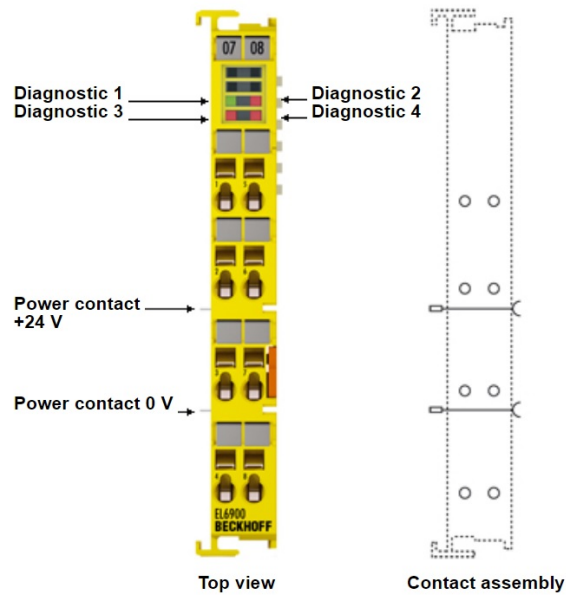 07 08
Diagnostic 1
Diagnostic 2
Diagnostic 3
Diagnostic 4
1 5
2 6
Power contact
+24 V
3 7
Power contact 0 V
4 8
EL6900
BECKHOFF
Top view
Contact assembly